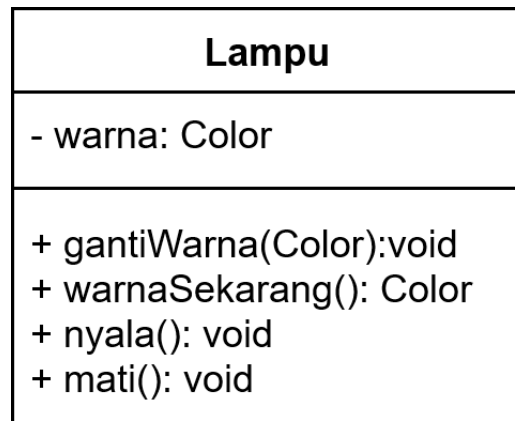 Lampu
- warna: Color
+ gantiWarna(Color):void
+ warnaSekarang(): Color
+ nyala(): void
+ mati(): void